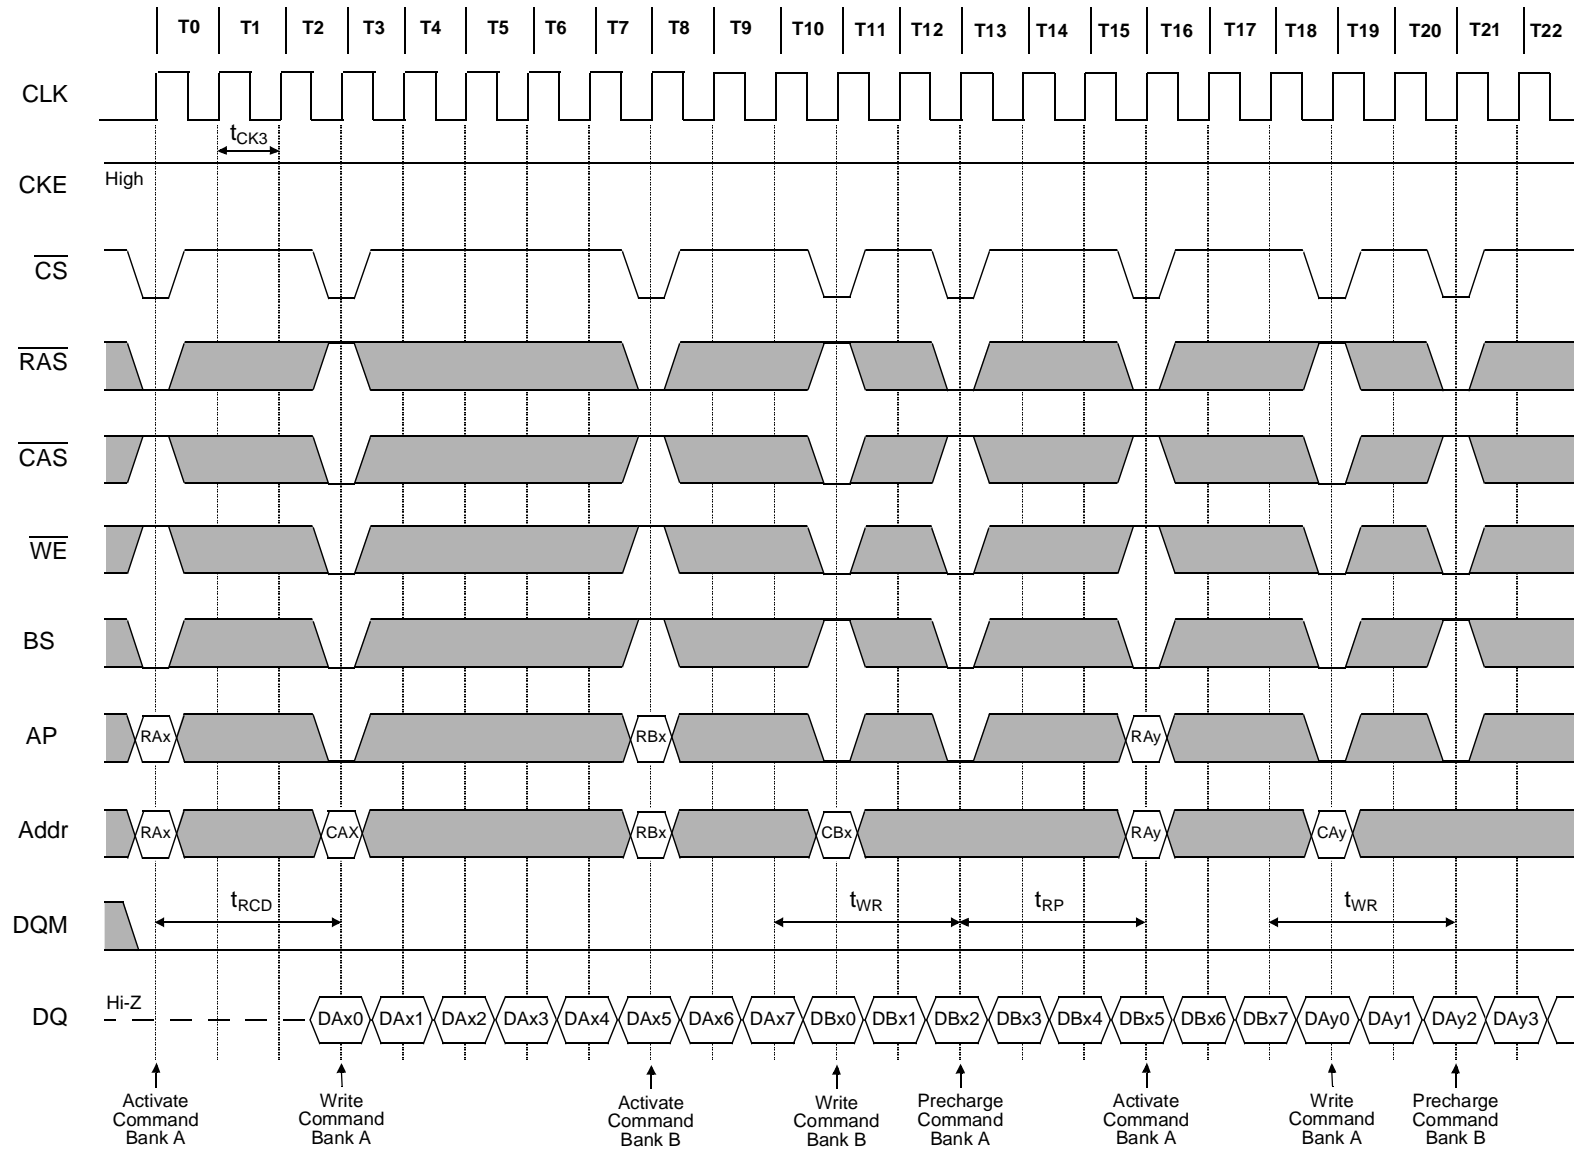 T0 T1 T2 T3 T4 T5 T6 T7 T8 T9 T10 T11 T12 T13 T14 T15 T16 T17 T18 T19 T20 T21 T22
CLK
tCK3
CKE
High
CS
RAS
CAS
WE
BS
AP
RAx RBx RAy
Addr
RAx CAX RBx CBx RAy CAy
DQM
tRCD tWR tRP tWR
DQ
Hi-Z
DAx0 DAx1 DAx2 DAx3 DAx4 DAx5 DAx6 DAx7 DBx0 DBx1 DBx2 DBx3 DBx4 DBx5 DBx6 DBx7 DAy0 DAy1 DAy2 DAy3
Activate
Command
Bank A
Write
Command
Bank A
Activate
Command
Bank B
Write
Command
Bank B
Precharge
Command
Bank A
Activate
Command
Bank A
Write
Command
Bank A
Precharge
Command
Bank B